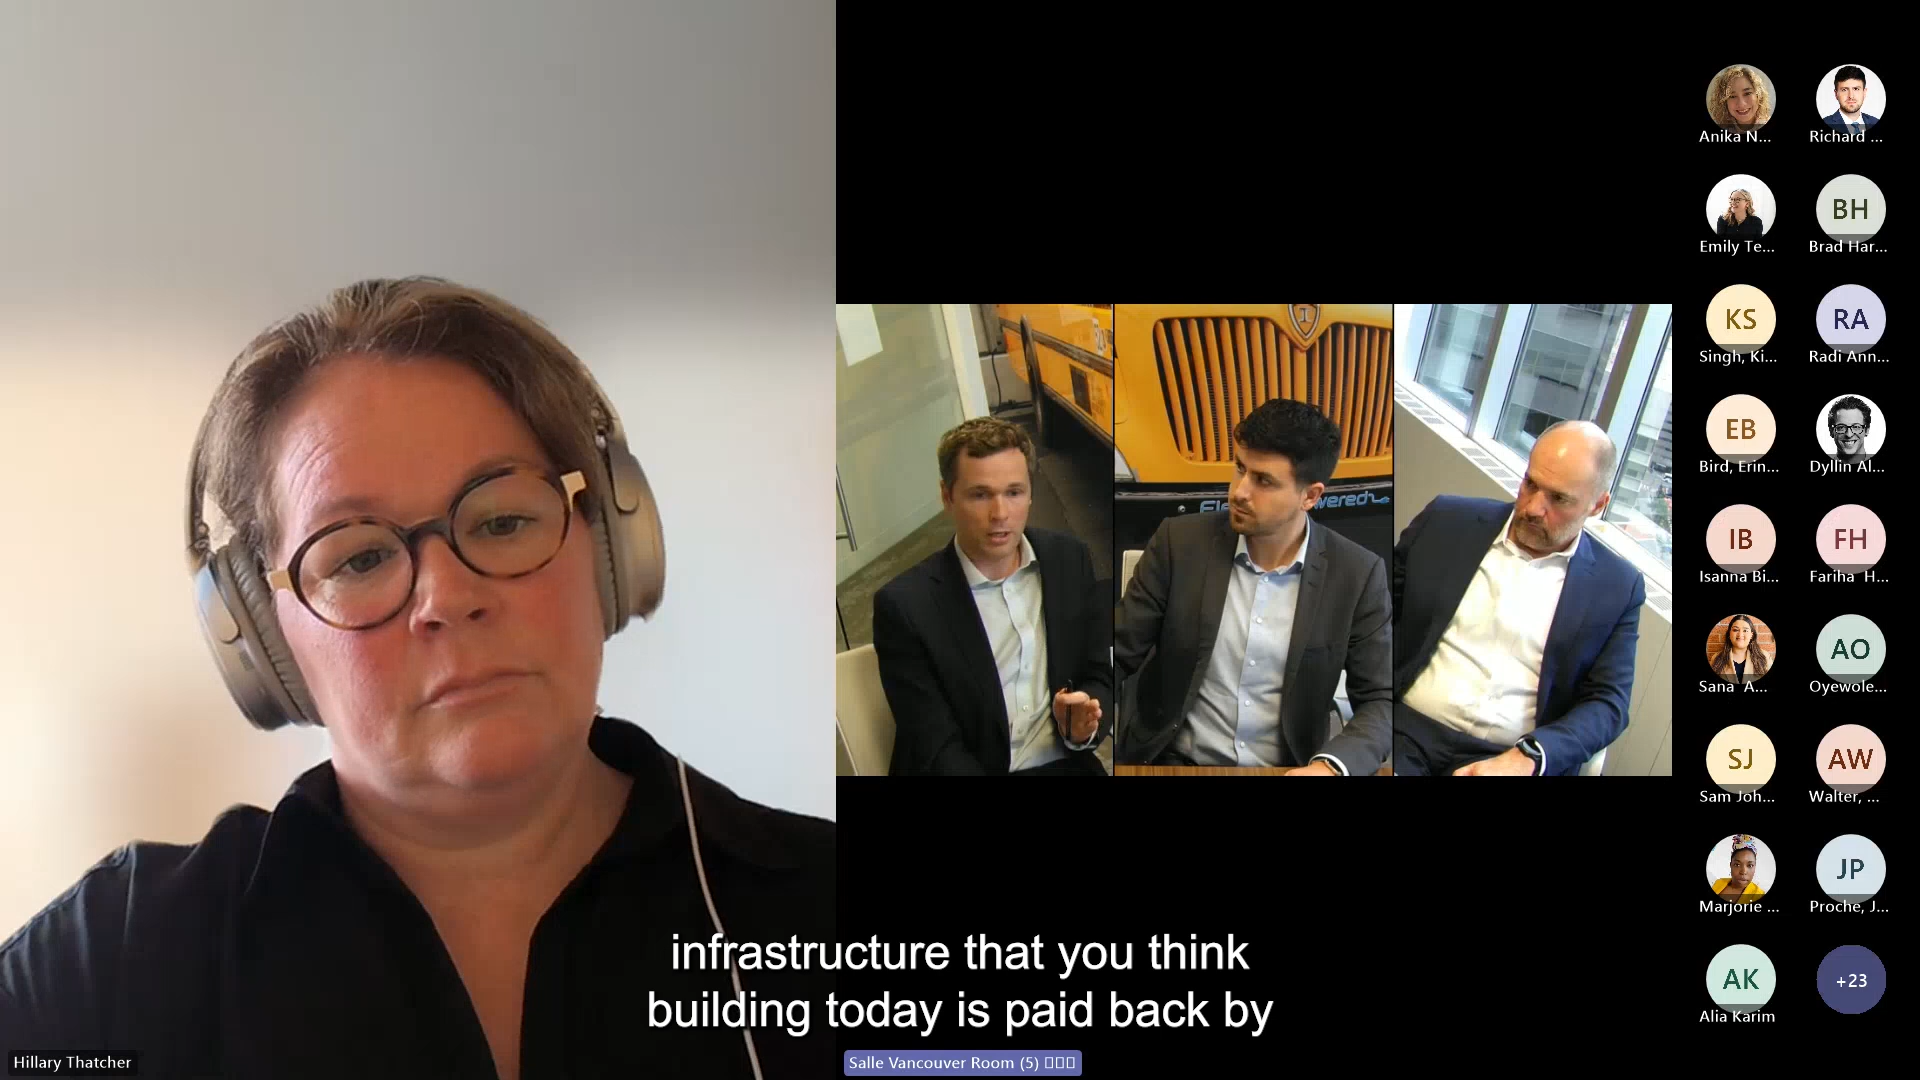 Anika N...
Richard ...
Emily Te...
BH
Brad Har...
KS
Singh, Ki...
RA
Radi Ann...
EB
Bird, Erin...
Dyllin Al...
IB
Isanna Bi...
FH
Fariha H...
Sana A...
AO
Oyewole...
SJ
Sam Joh...
AW
Walter, ...
Marjorie ...
JP
Proche, J...
AK
Alia Karim
+23
infrastructure that you think
building today is paid back by
Hillary Thatcher
Salle Vancouver Room (5)